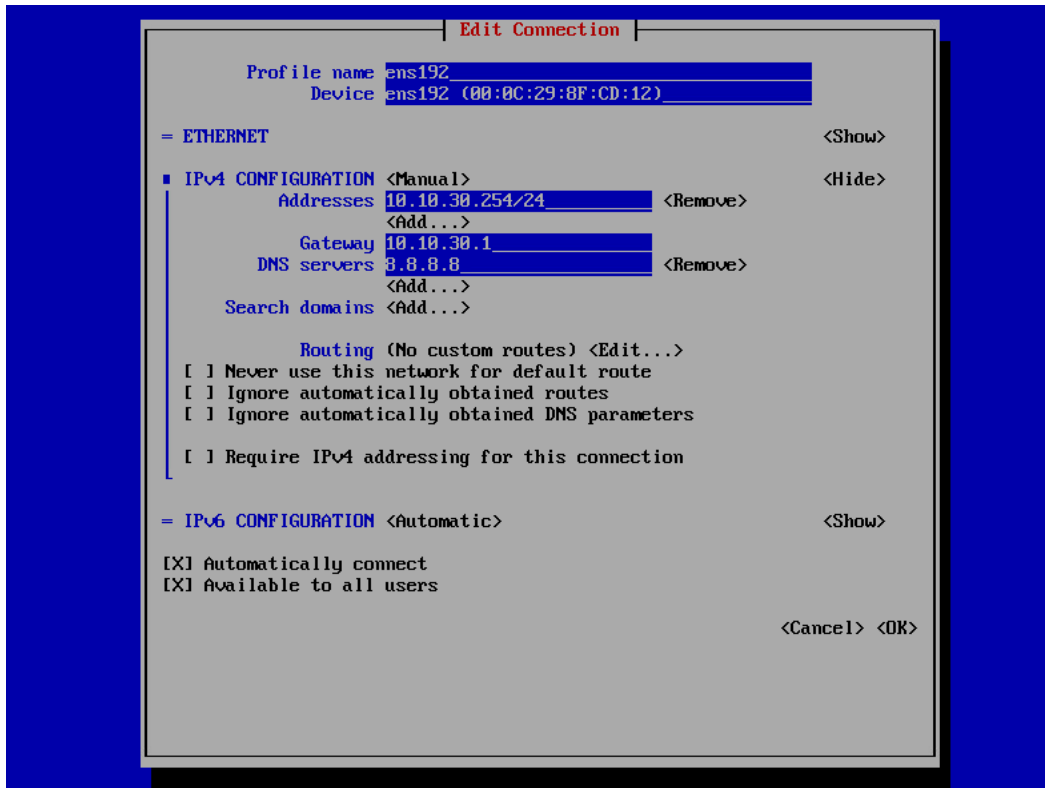 Edit Connection
Profile name ens192
Device ens192 (00:0C:29:8F:CD:12)
= ETHERNET <Show>
IPv4 CONFIGURATION <Manual> <Hide>
Addresses 10.10.30.254/24 <Remove>
<Add...>
Gateway 10.10.30.1
DNS servers 8.8.8.8 <Remove>
<Add...>
Search domains <Add...>
Routing (No custom routes) <Edit...>
[ ] Never use this network for default route
[ ] Ignore automatically obtained routes
[ ] Ignore automatically obtained DNS parameters
[ ] Require IPv4 addressing for this connection
= IPv6 CONFIGURATION <Automatic> <Show>
[X] Automatically connect
[X] Available to all users
<Cancel> <OK>